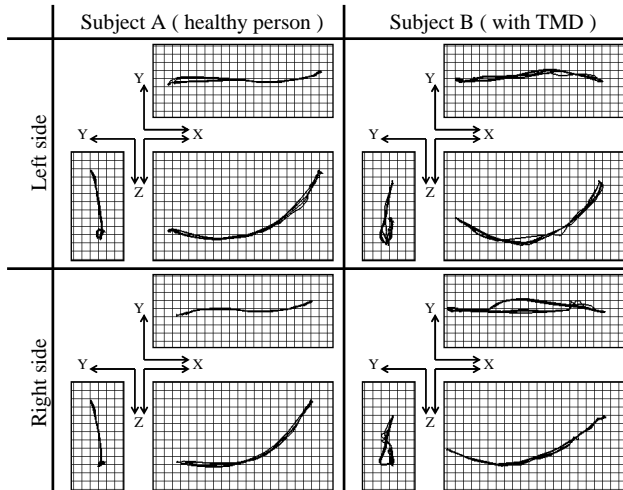 Subject A ( healthy person )
Subject B ( with TMD )
Left side
Y
Y
X
Z
Y
Y
X
Z
Right side
Y
Y
X
Z
Y
Y
X
Z